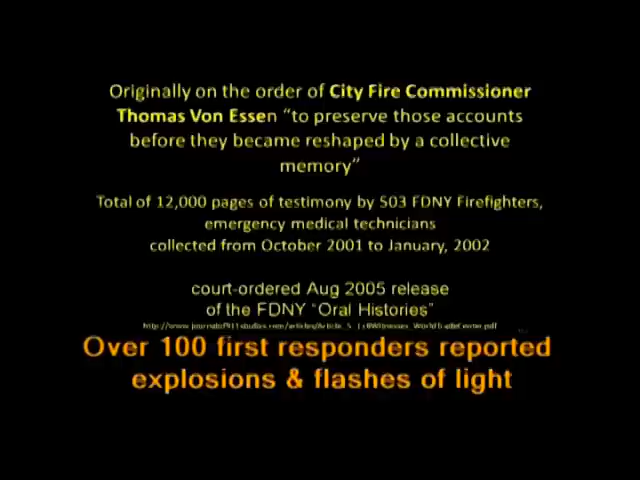 Originally on the order of City Fire Commissioner
Thomas Von Essen "to preserve those accounts
before they became reshaped by a collective
memory"
Total of 12,000 pages of testimony by 503 FDNY Firefighters,
emergency medical technicians
collected from October 2001 to January, 2002
court-ordered Aug 2005 release
of the FDNY "Oral Histories"
Over 100 first responders reported
explosions & flashes of light